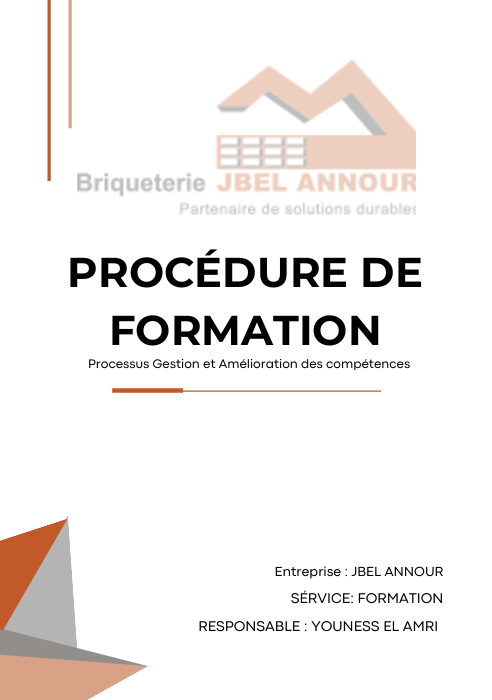 Briqueterie JBEL ANNOUR
Partenaire de solutions durables
PROCÉDURE DE
FORMATION
Processus Gestion et Amélioration des compétences
Entreprise : JBEL ANNOUR
SÉRVICE: FORMATION
RESPONSABLE : YOUNESS EL AMRI